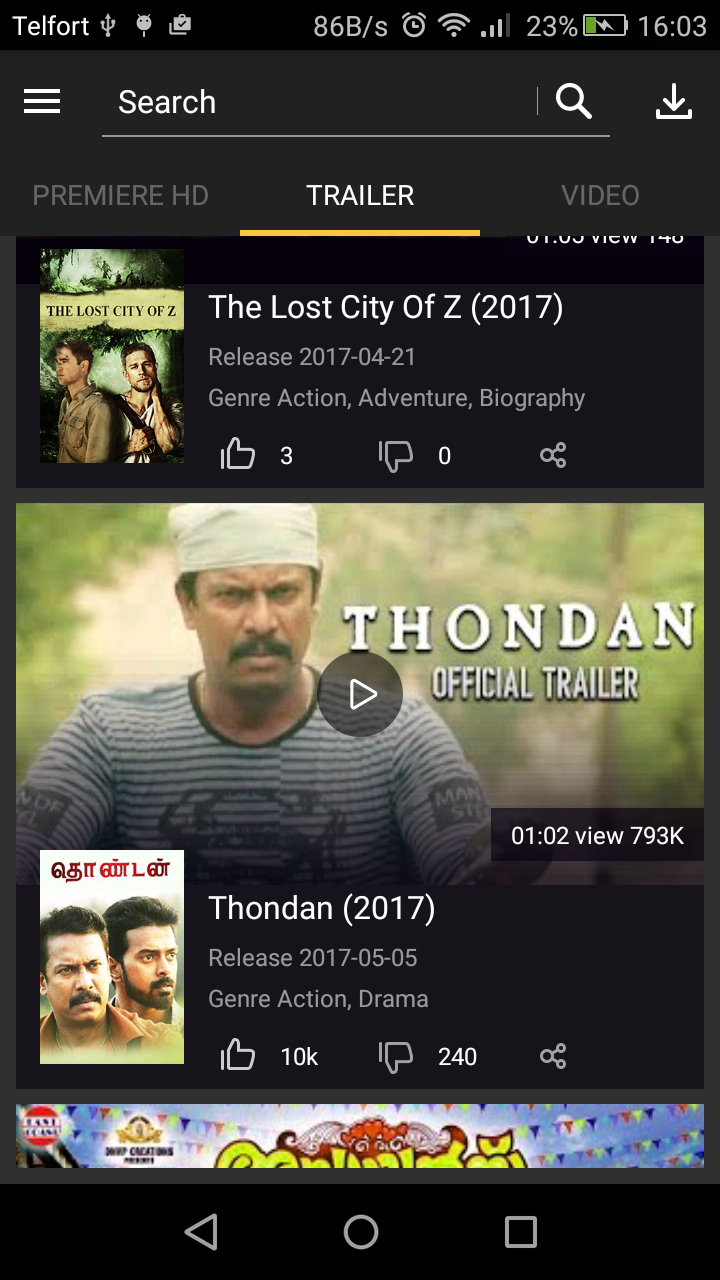 Telfort 86B/s 23% 16:03
Search
PREMIERE HD TRAILER VIDEO
01:05 view 148
THE LOST CITY OF Z
The Lost City Of Z (2017)
Release 2017-04-21
Genre Action, Adventure, Biography
3 0
THONDAN
OFFICIAL TRAILER
01:02 view 793K
தொண்டன்
Thondan (2017)
Release 2017-05-05
Genre Action, Drama
10k 240